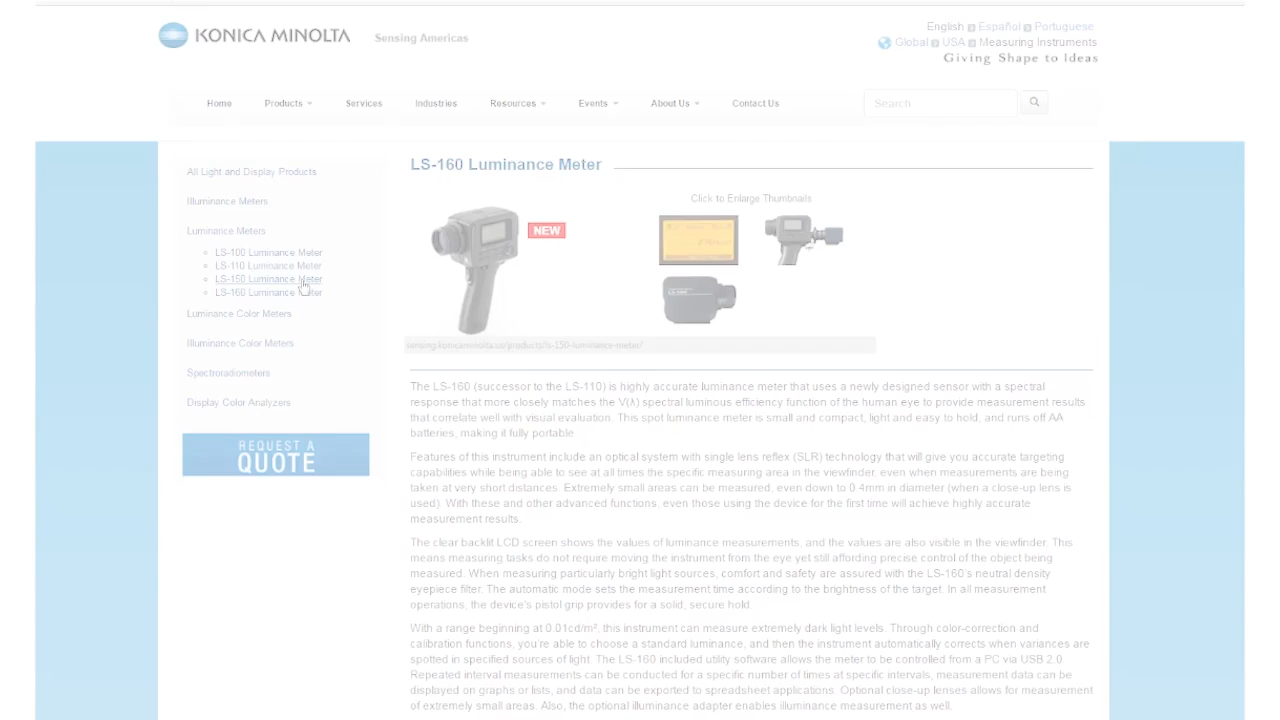 KONICA MINOLTA Sensing Americas
English Español Portuguese
Global USA Measuring Instruments
Giving Shape to Ideas
Home Products Services Industries Resources Events About Us Contact Us Search
All Light and Display Products
Illuminance Meters
Luminance Meters
LS-100 Luminance Meter
LS-110 Luminance Meter
LS-150 Luminance Meter
LS-160 Luminance Meter
Luminance Color Meters
Illuminance Color Meters
Spectroradiometers
Display Color Analyzers
REQUEST A
QUOTE
LS-160 Luminance Meter
Click to Enlarge Thumbnails
NEW
sensing.konicaminolta.us/products/ls-150-luminance-meter/
The LS-160 (successor to the LS-110) is highly accurate luminance meter that uses a newly designed sensor with a spectral
response that more closely matches the V(λ) spectral luminous efficiency function of the human eye to provide measurement results
that correlate well with visual evaluation. This spot luminance meter is small and compact, light and easy to hold, and runs off AA
batteries, making it fully portable.
Features of this instrument include an optical system with single lens reflex (SLR) technology that will give you accurate targeting
capabilities while being able to see at all times the specific measuring area in the viewfinder, even when measurements are being
taken at very short distances. Extremely small areas can be measured, even down to 0.4mm in diameter (when a close-up lens is
used). With these and other advanced functions, even those using the device for the first time will achieve highly accurate
measurement results.
The clear backlit LCD screen shows the values of luminance measurements, and the values are also visible in the viewfinder. This
means measuring tasks do not require moving the instrument from the eye yet still affording precise control of the object being
measured. When measuring particularly bright light sources, comfort and safety are assured with the LS-160's neutral density
eyepiece filter. The automatic mode sets the measurement time according to the brightness of the target. In all measurement
operations, the device's pistol grip provides for a solid, secure hold.
With a range beginning at 0.01cd/m², this instrument can measure extremely dark light levels. Through color-correction and
calibration functions, you're able to choose a standard luminance, and then the instrument automatically corrects when variances are
spotted in specified sources of light. The LS-160 included utility software allows the meter to be controlled from a PC via USB 2.0
Repeated interval measurements can be conducted for a specific number of times at specific intervals, measurement data can be
displayed on graphs or lists, and data can be exported to spreadsheet applications. Optional close-up lenses allows for measurement
of extremely small areas. Also, the optional illuminance adapter enables illuminance measurement as well.